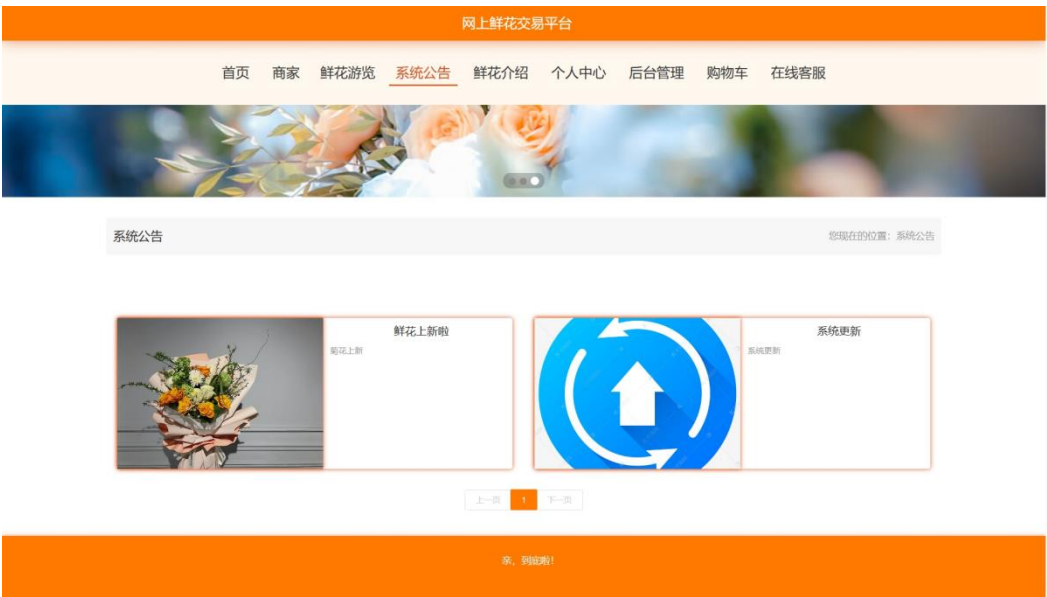 网上鲜花交易平台
首页 商家 鲜花游览 系统公告 鲜花介绍 个人中心 后台管理 购物车 在线客服
系统公告 您现在的位置：系统公告
鲜花上新啦
菊花上新
系统更新
系统更新
上一页 1 下一页
亲，到底啦！